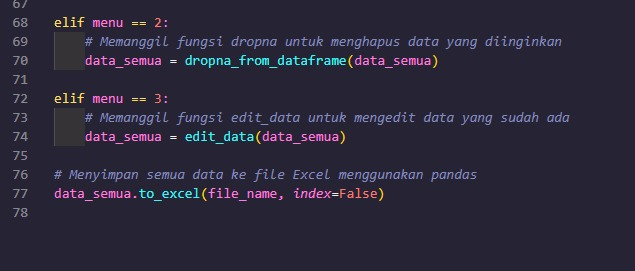 67
68 elif menu == 2:
69 # Memanggil fungsi dropna untuk menghapus data yang diinginkan
70 data_semua = dropna_from_dataframe(data_semua)
71
72 elif menu == 3:
73 # Memanggil fungsi edit_data untuk mengedit data yang sudah ada
74 data_semua = edit_data(data_semua)
75
76 # Menyimpan semua data ke file Excel menggunakan pandas
77 data_semua.to_excel(file_name, index=False)
78